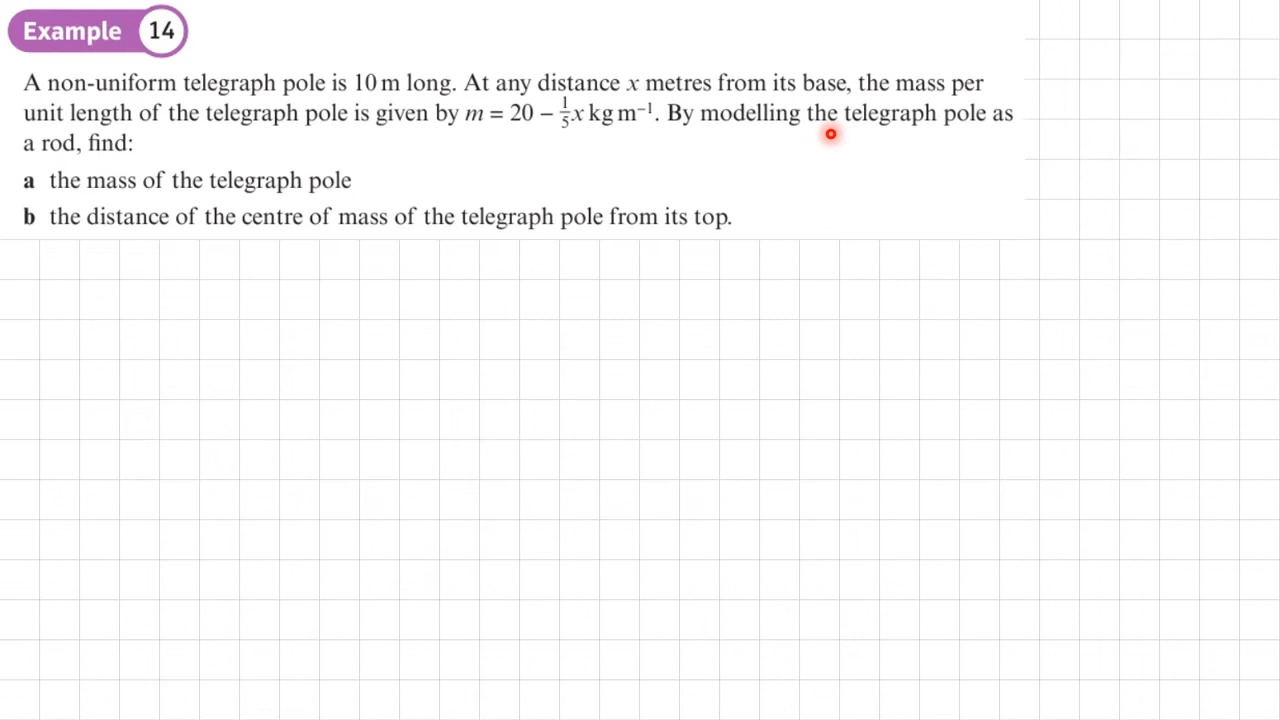 Example 14
A non-uniform telegraph pole is 10 m long. At any distance x metres from its base, the mass per
unit length of the telegraph pole is given by m = 20 − 1/5 x kg m⁻¹. By modelling the telegraph pole as
a rod, find:
a the mass of the telegraph pole
b the distance of the centre of mass of the telegraph pole from its top.